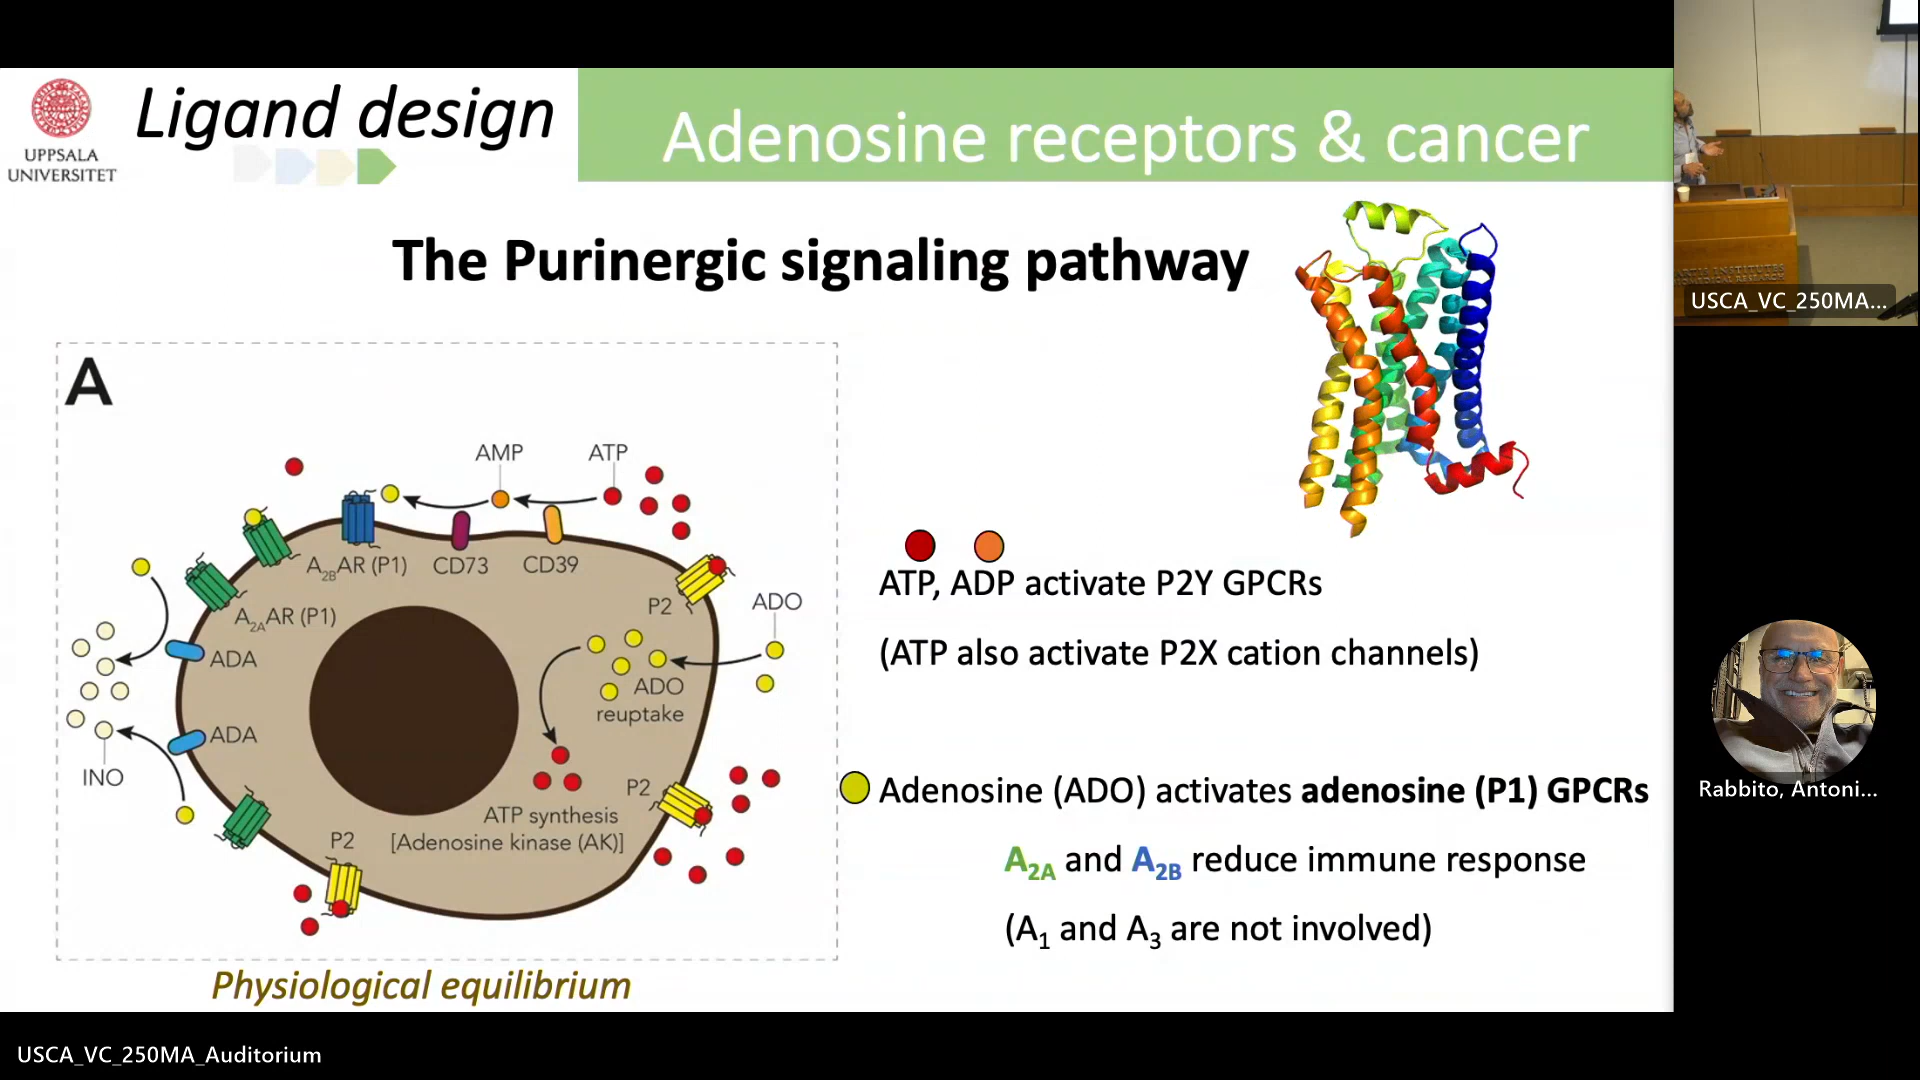 UPPSALA
UNIVERSITET
Ligand design
Adenosine receptors & cancer
The Purinergic signaling pathway
A
AMP
ATP
A2BAR (P1)
CD73
CD39
A2AAR (P1)
P2
ADO
ADA
ADO
reuptake
ADA
INO
P2
ATP synthesis
[Adenosine kinase (AK)]
P2
Physiological equilibrium
ATP, ADP activate P2Y GPCRs
(ATP also activate P2X cation channels)
Adenosine (ADO) activates adenosine (P1) GPCRs
A2A and A2B reduce immune response
(A1 and A3 are not involved)
USCA_VC_250MA...
Rabbito, Antoni...
USCA_VC_250MA_Auditorium